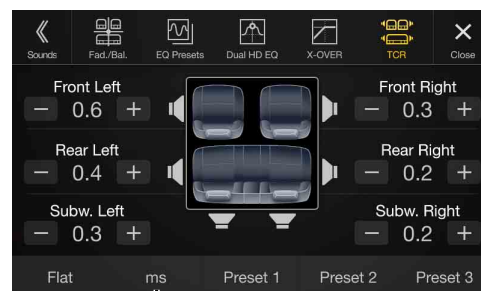 Sounds Fad./Bal. EQ Presets Dual HD EQ X-OVER TCR Close
Front Left Front Right
− 0.6 + − 0.3 +
Rear Left Rear Right
− 0.4 + − 0.2 +
Subw. Left Subw. Right
− 0.3 + − 0.2 +
Flat ms Preset 1 Preset 2 Preset 3